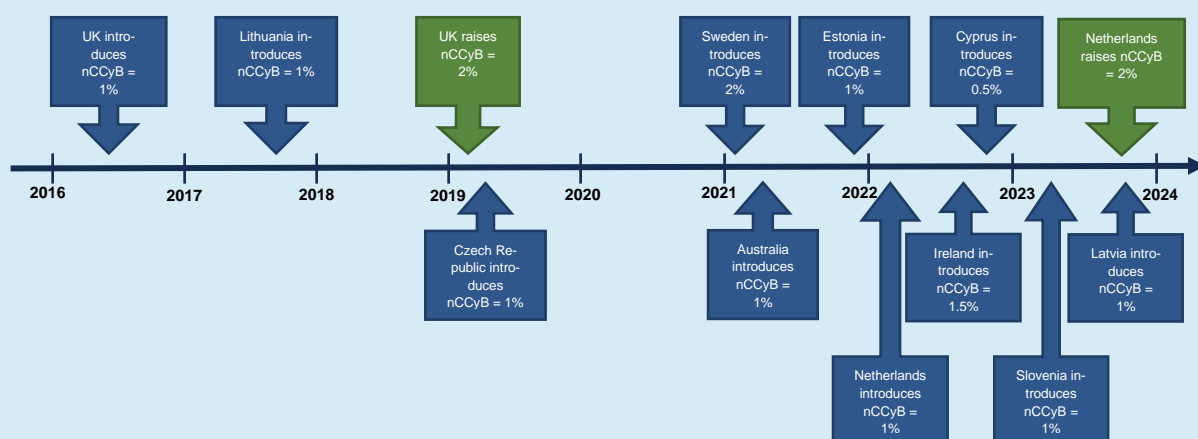 UK intro-
duces
nCCyB =
1%
Lithuania in-
troduces
nCCyB = 1%
UK raises
nCCyB =
2%
Sweden in-
troduces
nCCyB =
2%
Estonia in-
troduces
nCCyB =
1%
Cyprus in-
troduces
nCCyB =
0.5%
Netherlands
raises nCCyB
= 2%
2016
2017
2018
2019
2020
2021
2022
2023
2024
Czech Re-
public intro-
duces
nCCyB = 1%
Australia
introduces
nCCyB =
1%
Ireland in-
troduces
nCCyB =
1.5%
Latvia intro-
duces
nCCyB =
1%
Netherlands
introduces
nCCyB =
1%
Slovenia in-
troduces
nCCyB =
1%